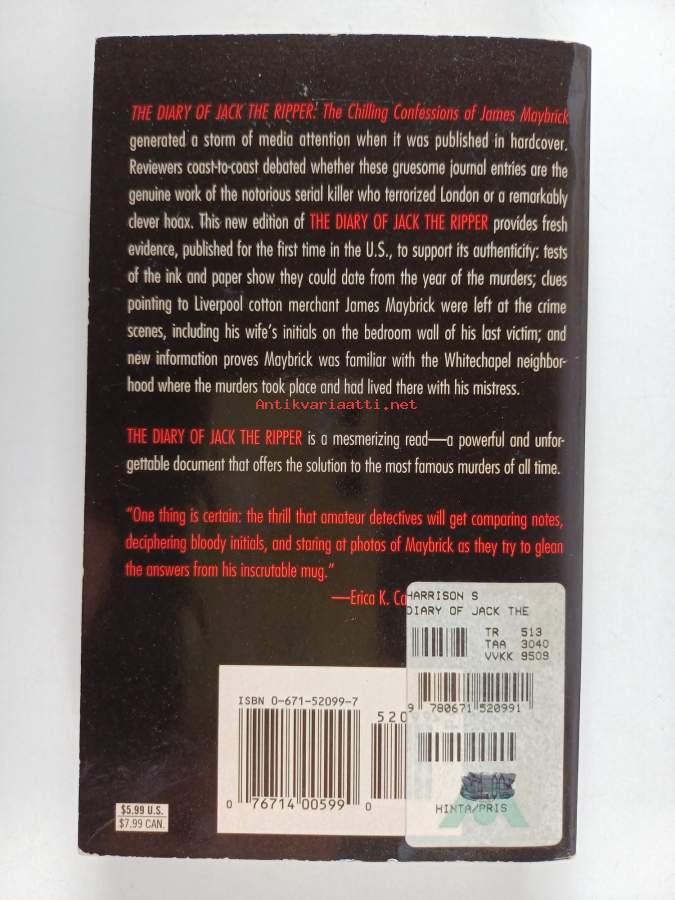 THE DIARY OF JACK THE RIPPER: The Chilling Confessions of James Maybrick
generated a storm of media attention when it was published in hardcover.
Reviewers coast-to-coast debated whether these gruesome journal entries are the
genuine work of the notorious serial killer who terrorized London or a remarkably
clever hoax. This new edition of THE DIARY OF JACK THE RIPPER provides fresh
evidence, published for the first time in the U.S., to support its authenticity: tests
of the ink and paper show they could date from the year of the murders; clues
pointing to Liverpool cotton merchant James Maybrick were left at the crime
scenes, including his wife's initials on the bedroom wall of his last victim; and
new information proves Maybrick was familiar with the Whitechapel neighbor-
hood where the murders took place and had lived there with his mistress.
Antikvariaatti.net
THE DIARY OF JACK THE RIPPER is a mesmerizing read—a powerful and unfor-
gettable document that offers the solution to the most famous murders of all time.
"One thing is certain: the thrill that amateur detectives will get comparing notes,
deciphering bloody initials, and staring at photos of Maybrick as they try to glean
the answers from his inscrutable mug."
—Erica K. Ca
HARRISON S
DIARY OF JACK THE
TR 513
TAA 3040
VVKK 9509
9 780671 520991
HINTA/PRIS
ISBN 0-671-52099-7
520
0 76714 00599 0
$5.99 U.S.
$7.99 CAN.